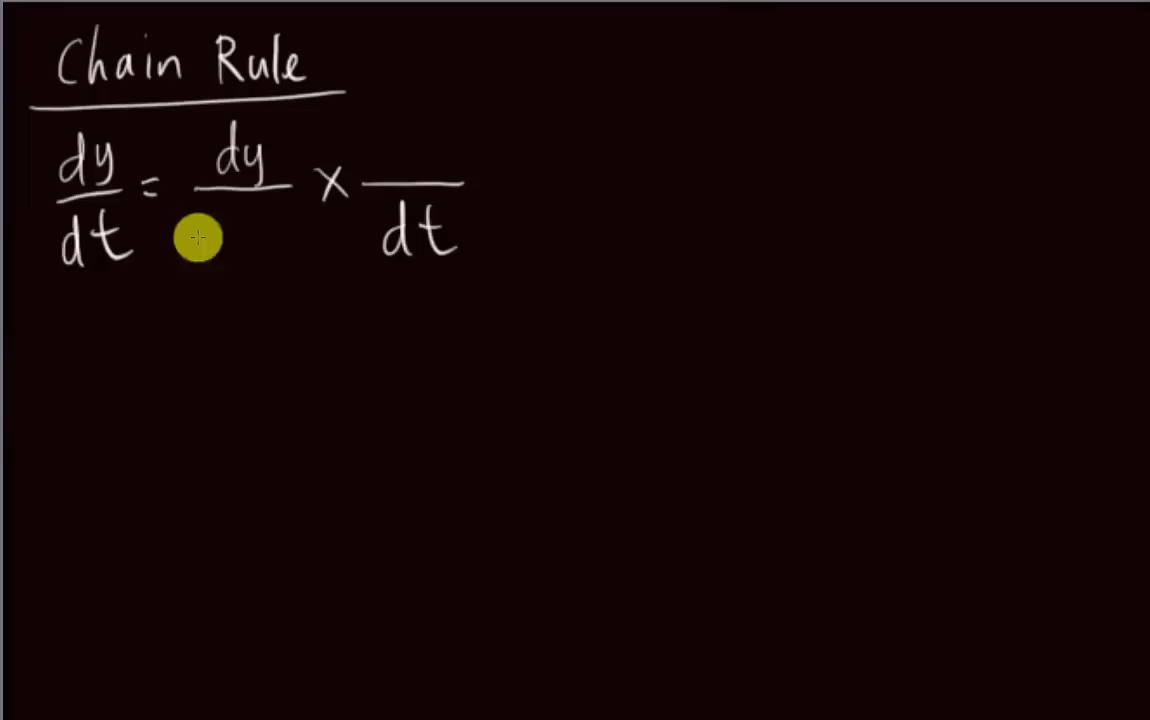 Chain Rule
dy/dt = dy/ × /dt